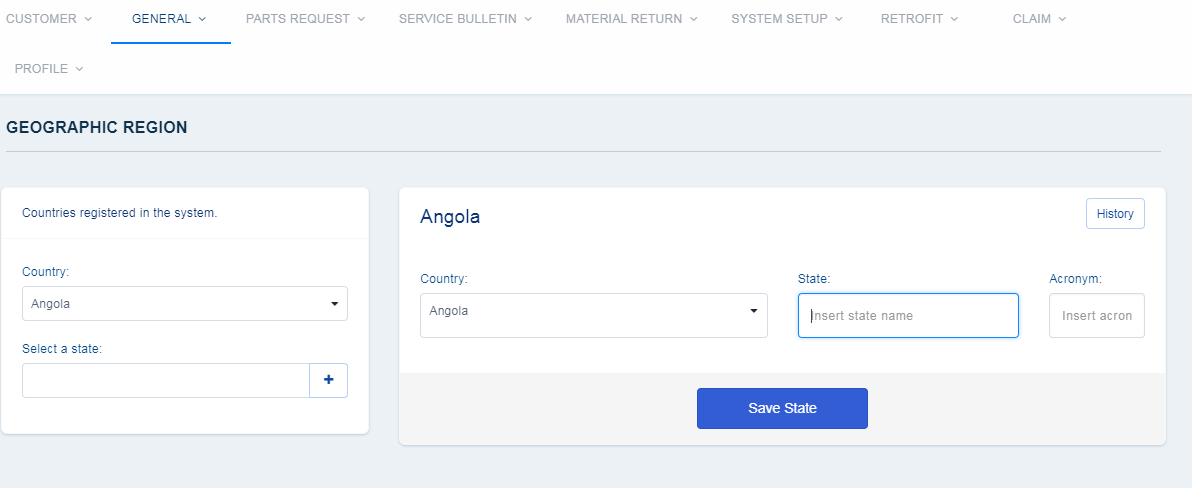 CUSTOMER GENERAL PARTS REQUEST SERVICE BULLETIN MATERIAL RETURN SYSTEM SETUP RETROFIT CLAIM
PROFILE
GEOGRAPHIC REGION
Countries registered in the system.
Country:
Angola
Select a state:
+
Angola
History
Country:
Angola
State:
Insert state name
Acronym:
Insert acron
Save State